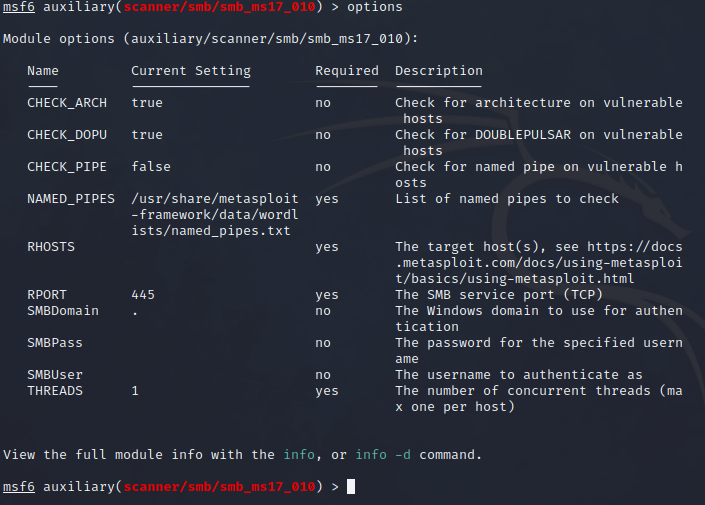 msf6 auxiliary(scanner/smb/smb_ms17_010) > options
Module options (auxiliary/scanner/smb/smb_ms17_010):
Name Current Setting Required Description
---- --------------- -------- -----------
CHECK_ARCH true no Check for architecture on vulnerable
hosts
CHECK_DOPU true no Check for DOUBLEPULSAR on vulnerable
hosts
CHECK_PIPE false no Check for named pipe on vulnerable h
osts
NAMED_PIPES /usr/share/metasploit yes List of named pipes to check
-framework/data/wordl
ists/named_pipes.txt
RHOSTS yes The target host(s), see https://docs
.metasploit.com/docs/using-metasploi
t/basics/using-metasploit.html
RPORT 445 yes The SMB service port (TCP)
SMBDomain . no The Windows domain to use for authen
tication
SMBPass no The password for the specified usern
ame
SMBUser no The username to authenticate as
THREADS 1 yes The number of concurrent threads (ma
x one per host)
View the full module info with the info, or info -d command.
msf6 auxiliary(scanner/smb/smb_ms17_010) >